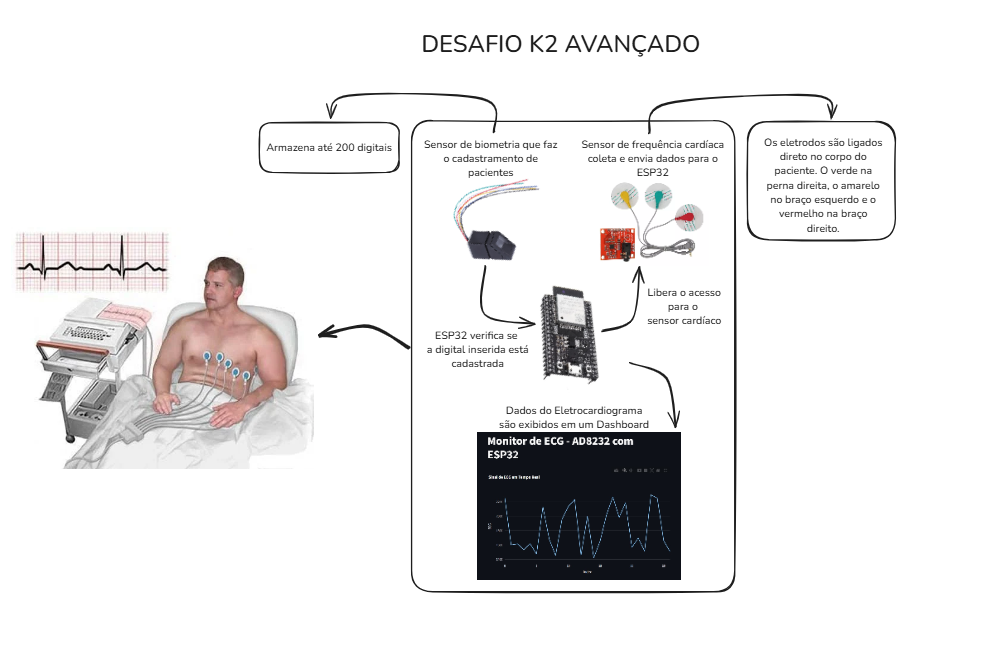 DESAFIO K2 AVANÇADO
Armazena até 200 digitais
Sensor de biometria que faz
o cadastramento de
pacientes
Sensor de frequência cardíaca
coleta e envia dados para o
ESP32
Os eletrodos são ligados
direto no corpo do
paciente. O verde na
perna direita, o amarelo
no braço esquerdo e o
vermelho na braço
direito.
Libera o acesso
para o
sensor cardíaco
ESP32 verifica se
a digital inserida está
cadastrada
Dados do Eletrocardiograma
são exibidos em um Dashboard
Monitor de ECG - AD8232 com
ESP32
Sinal de ECG em Tempo Real